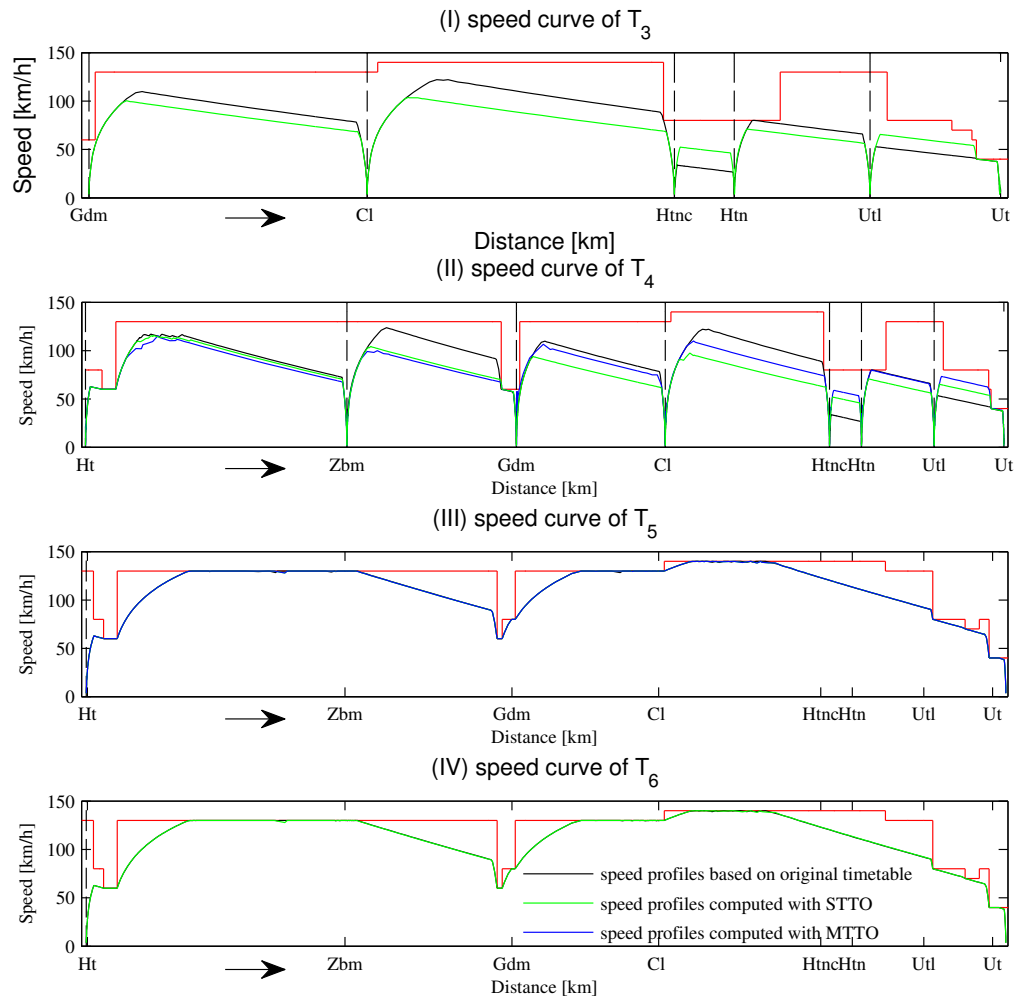 (I) speed curve of T3
Speed [km/h]
150
100
50
0
Gdm Cl Htnc Htn Utl Ut
Distance [km]
(II) speed curve of T4
Speed [km/h]
150
100
50
0
Ht Zbm Gdm Cl HtncHtn Utl Ut
Distance [km]
(III) speed curve of T5
Speed [km/h]
150
100
50
0
Ht Zbm Gdm Cl HtncHtn Utl Ut
Distance [km]
(IV) speed curve of T6
Speed [km/h]
150
100
50
0
speed profiles based on original timetable
speed profiles computed with STTO
speed profiles computed with MTTO
Ht Zbm Gdm Cl HtncHtn Utl Ut
Distance [km]